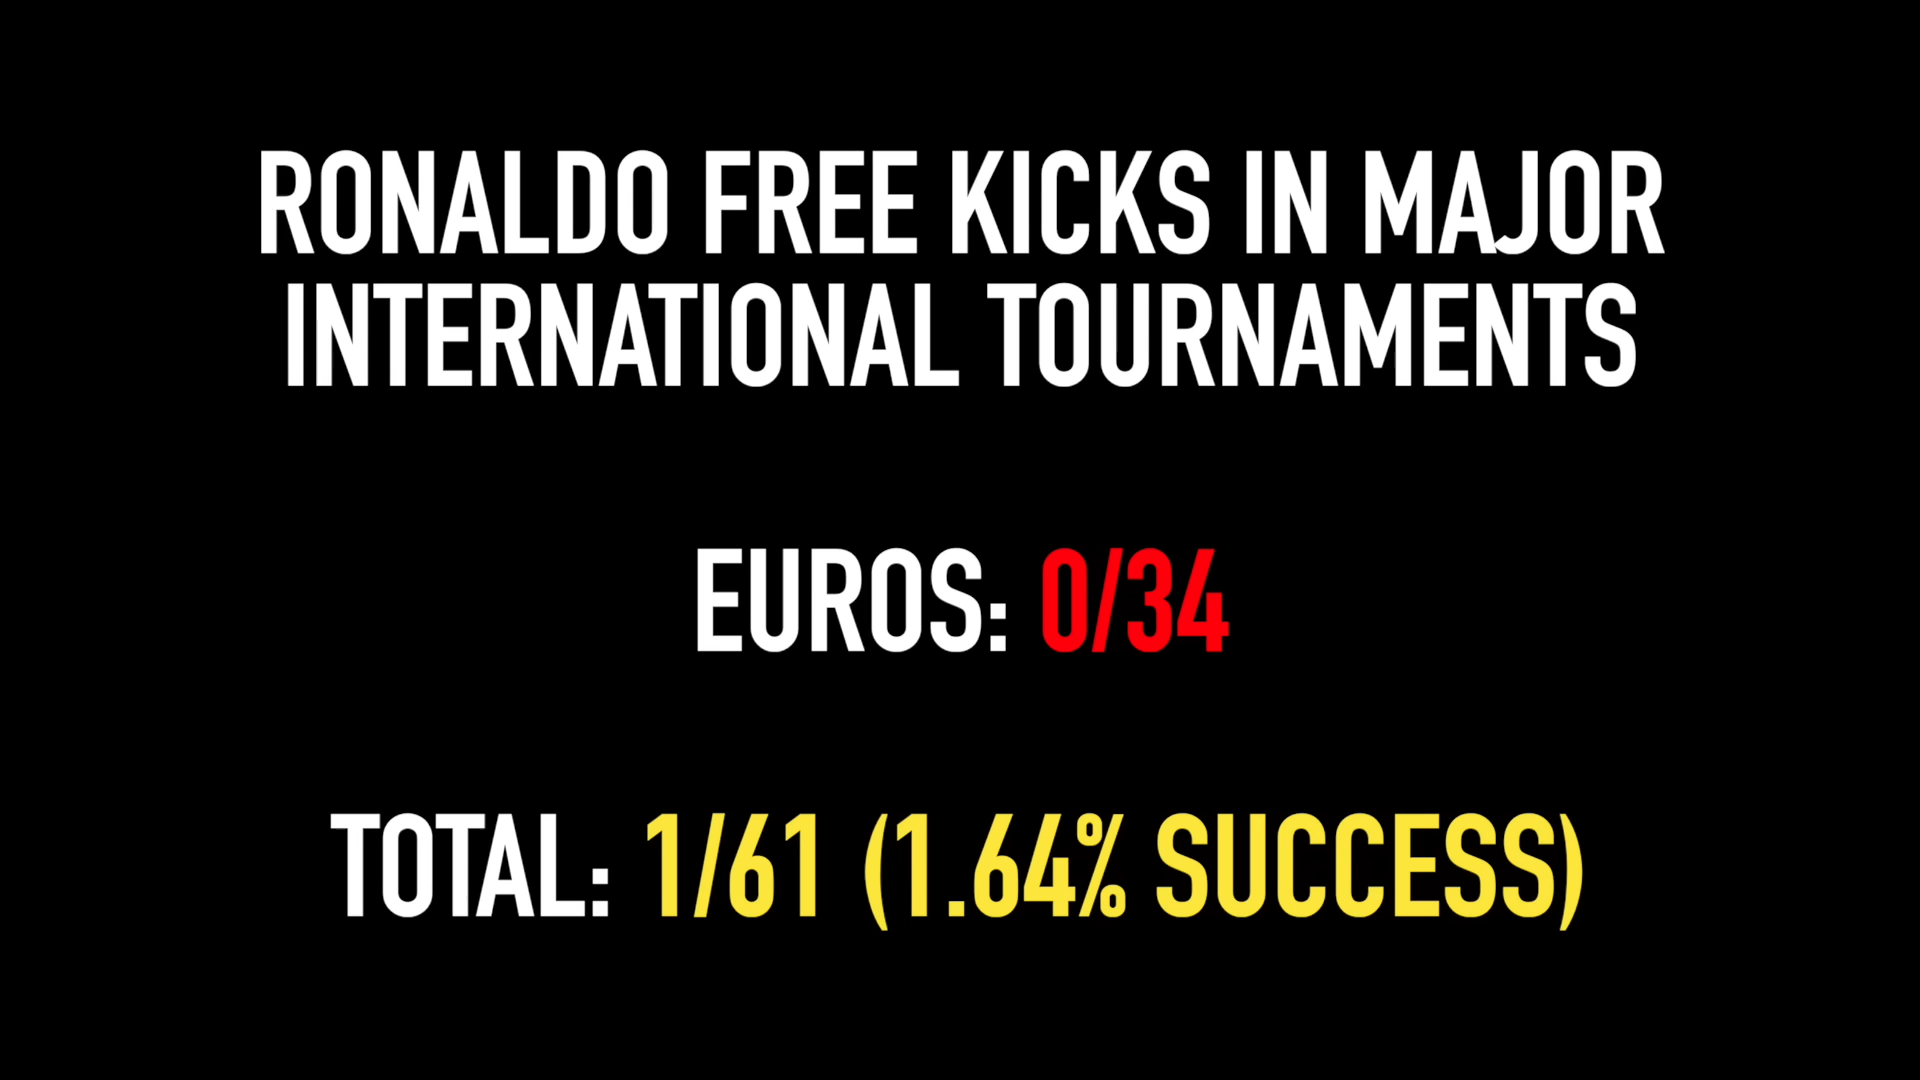 RONALDO FREE KICKS IN MAJOR
INTERNATIONAL TOURNAMENTS
EUROS: 0/34
TOTAL: 1/61 (1.64% SUCCESS)